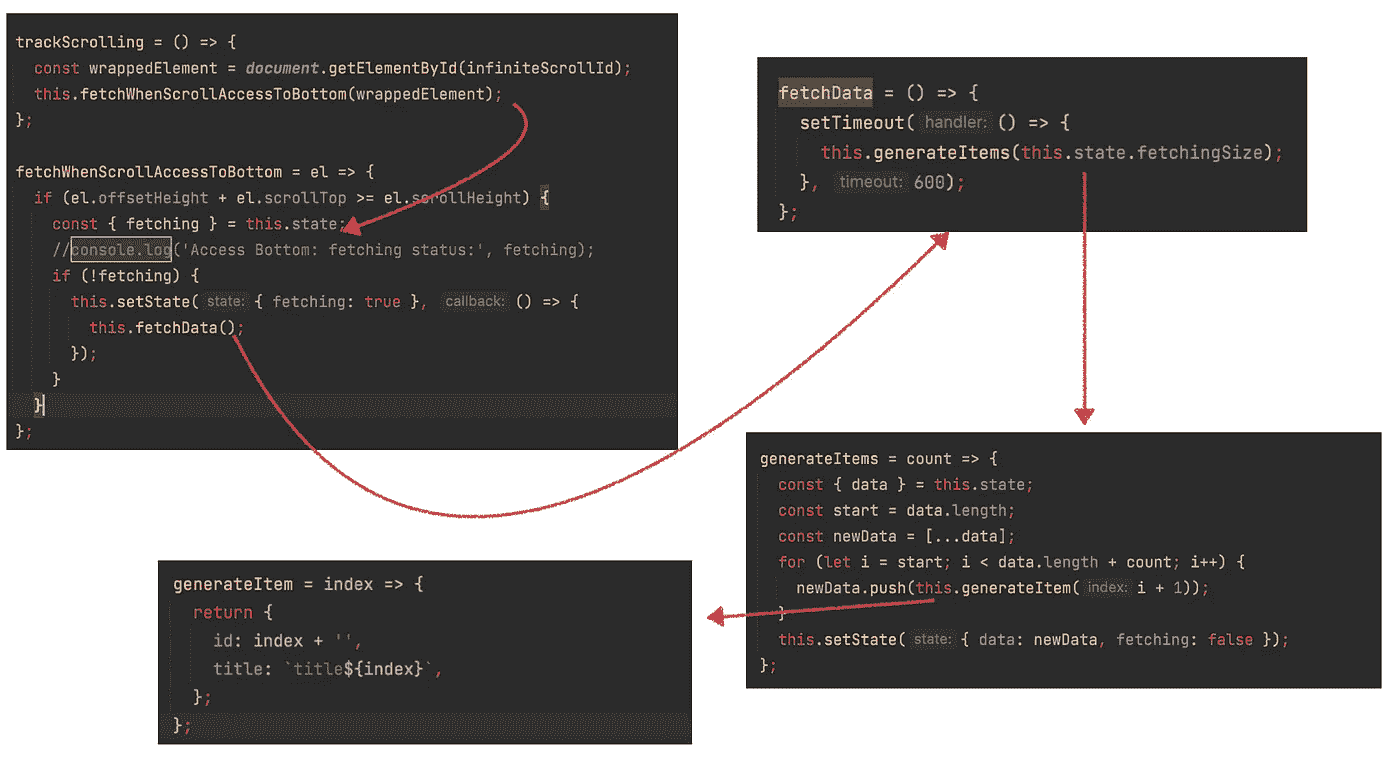 trackScrolling = () => {
const wrappedElement = document.getElementById(infiniteScrollId);
this.fetchWhenScrollAccessToBottom(wrappedElement);
};
fetchWhenScrollAccessToBottom = el => {
if (el.offsetHeight + el.scrollTop >= el.scrollHeight) {
const { fetching } = this.state;
//console.log('Access Bottom: fetching status:', fetching);
if (!fetching) {
this.setState( state: { fetching: true }, callback: () => {
this.fetchData();
});
}
}
};
fetchData = () => {
setTimeout( handler: () => {
this.generateItems(this.state.fetchingSize);
}, timeout: 600);
};
generateItems = count => {
const { data } = this.state;
const start = data.length;
const newData = [...data];
for (let i = start; i < data.length + count; i++) {
newData.push(this.generateItem( index: i + 1));
}
this.setState( state: { data: newData, fetching: false });
};
generateItem = index => {
return {
id: index + '',
title: `title${index}`,
};
};